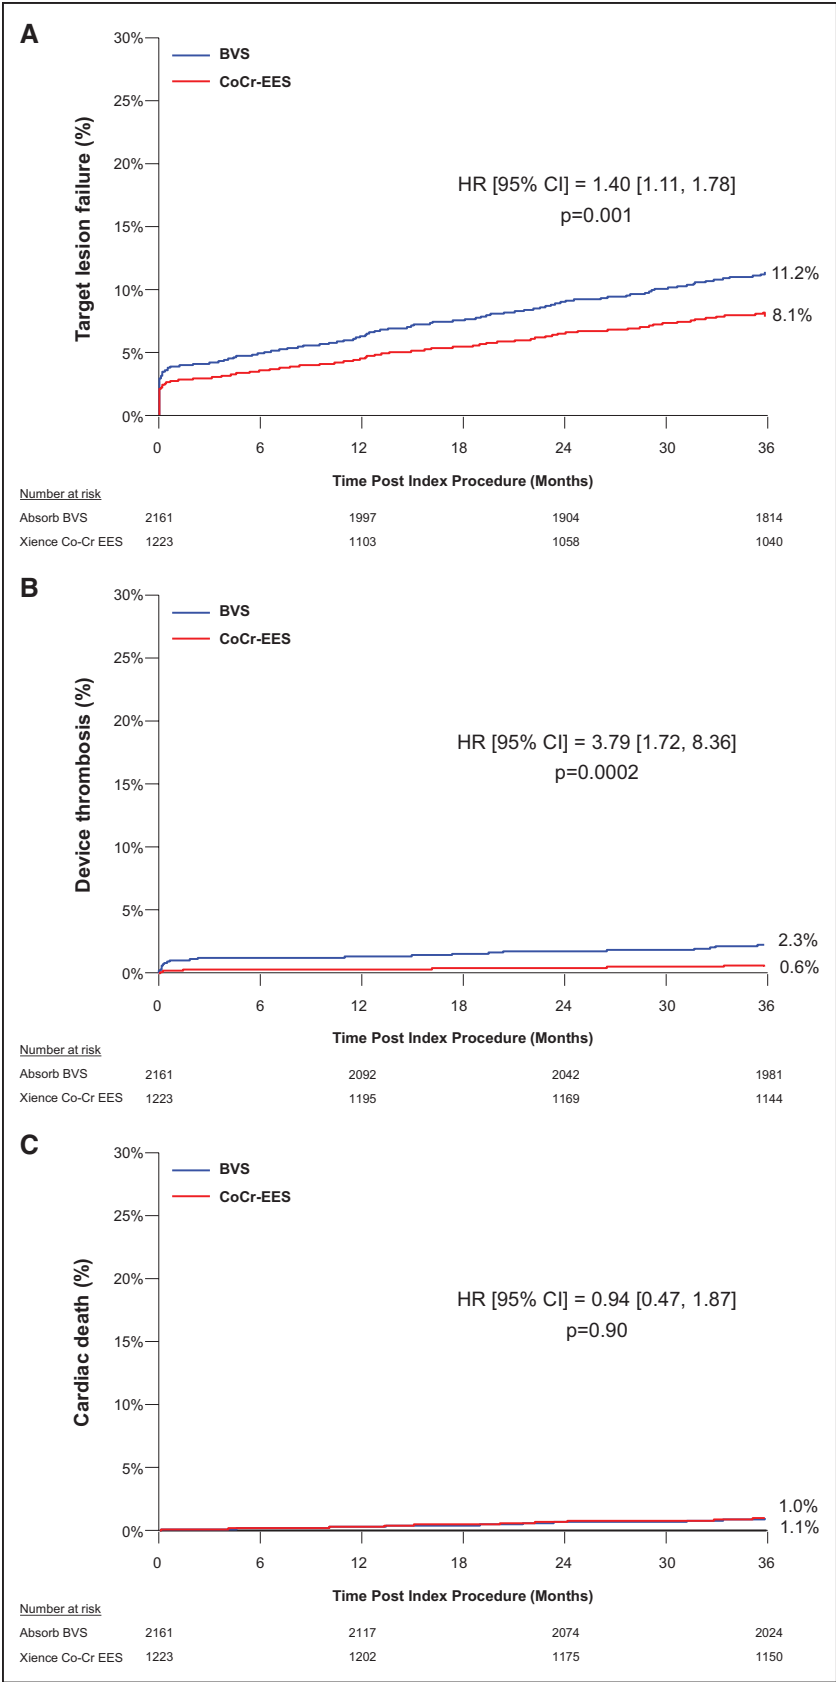 A
30%
BVS
CoCr-EES
25%
20%
HR [95% CI] = 1.40 [1.11, 1.78]
p=0.001
15%
11.2%
10%
8.1%
5%
0%
Target lesion failure (%)
0 6 12 18 24 30 36
Time Post Index Procedure (Months)
Number at risk
Absorb BVS 2161 1997 1904 1814
Xience Co-Cr EES 1223 1103 1058 1040
B
30%
BVS
CoCr-EES
25%
20%
HR [95% CI] = 3.79 [1.72, 8.36]
p=0.0002
15%
10%
5%
2.3%
0.6%
0%
Device thrombosis (%)
0 6 12 18 24 30 36
Time Post Index Procedure (Months)
Number at risk
Absorb BVS 2161 2092 2042 1981
Xience Co-Cr EES 1223 1195 1169 1144
C
30%
BVS
CoCr-EES
25%
20%
HR [95% CI] = 0.94 [0.47, 1.87]
p=0.90
15%
10%
5%
1.0%
1.1%
0%
Cardiac death (%)
0 6 12 18 24 30 36
Time Post Index Procedure (Months)
Number at risk
Absorb BVS 2161 2117 2074 2024
Xience Co-Cr EES 1223 1202 1175 1150